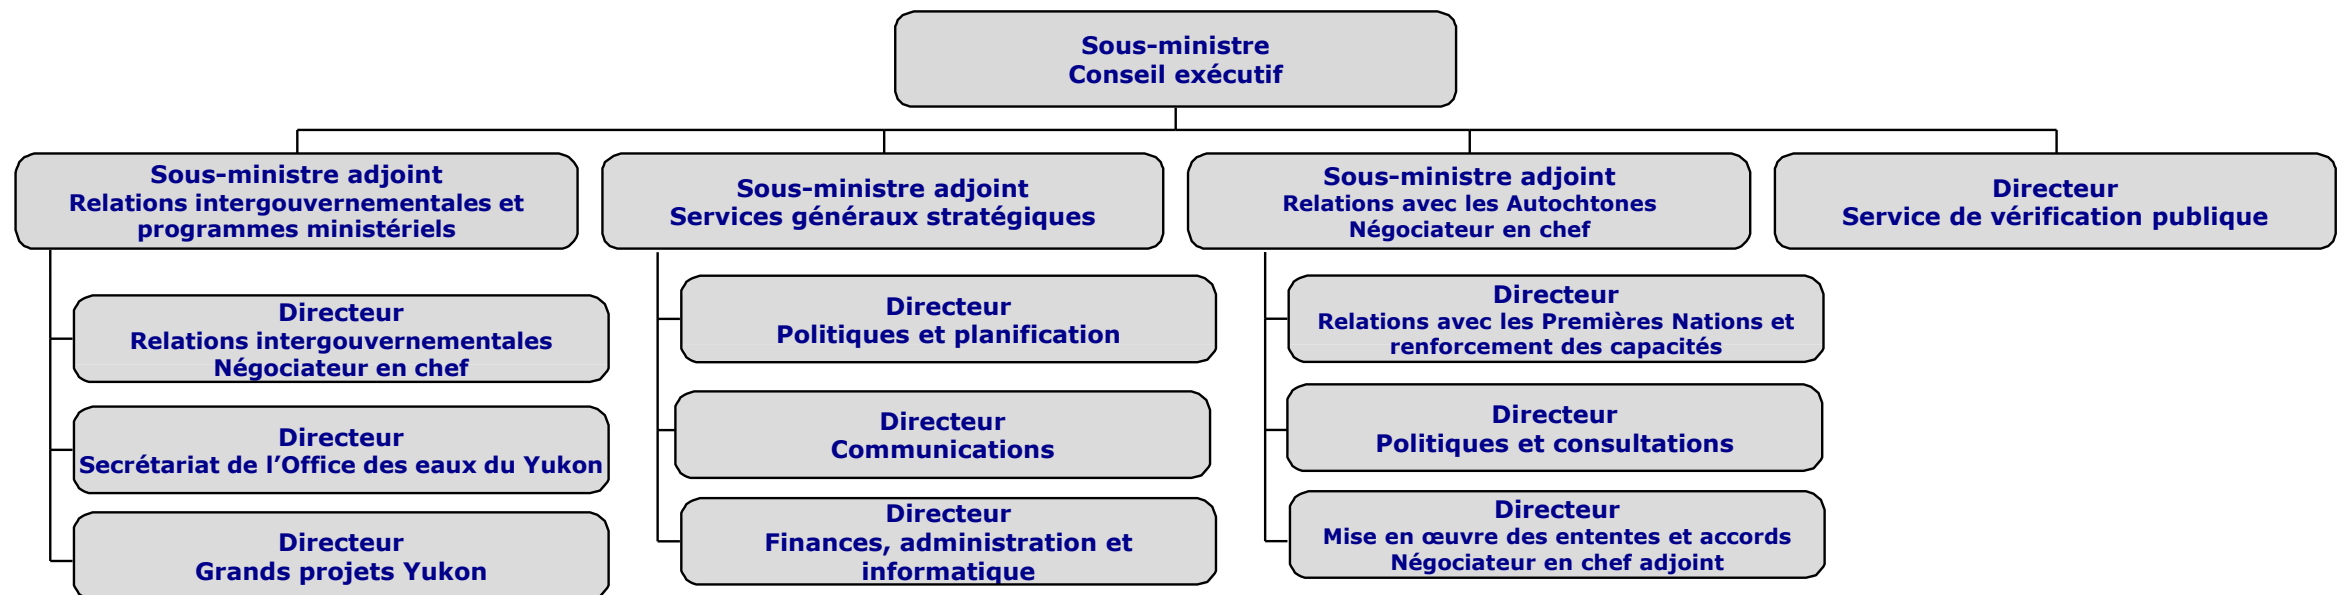 Sous-ministre
Conseil exécutif
Sous-ministre adjoint
Relations intergouvernementales et
programmes ministériels
Sous-ministre adjoint
Services généraux stratégiques
Sous-ministre adjoint
Relations avec les Autochtones
Négociateur en chef
Directeur
Service de vérification publique
Directeur
Relations intergouvernementales
Négociateur en chef
Directeur
Secrétariat de l’Office des eaux du Yukon
Directeur
Grands projets Yukon
Directeur
Politiques et planification
Directeur
Communications
Directeur
Finances, administration et
informatique
Directeur
Relations avec les Premières Nations et
renforcement des capacités
Directeur
Politiques et consultations
Directeur
Mise en œuvre des ententes et accords
Négociateur en chef adjoint